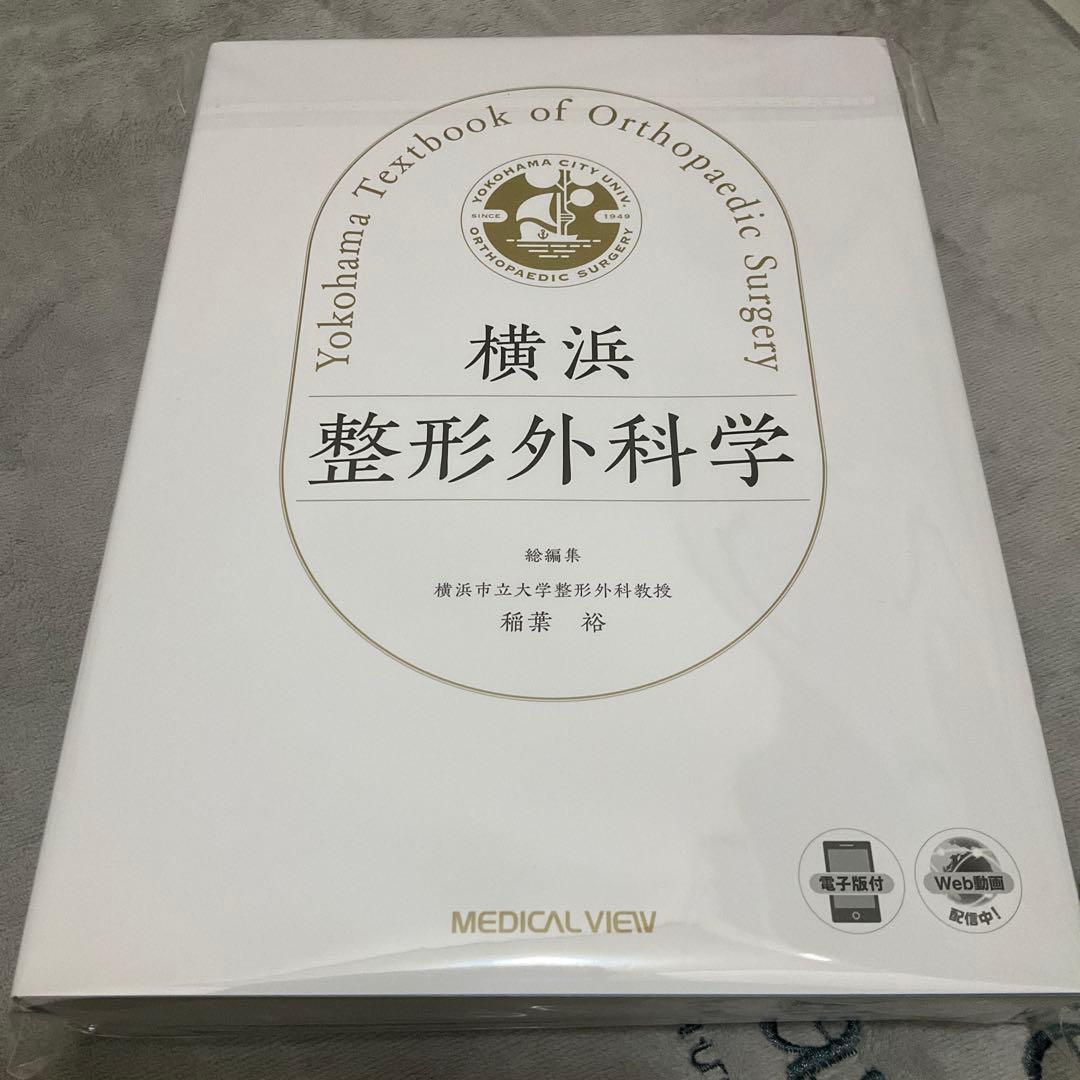 Yokohama Textbook of Orthopaedic Surgery
YOKOHAMA CITY UNIV.
SINCE 1949
ORTHOPAEDIC SURGERY
横浜
整形外科学
総編集
横浜市立大学整形外科教授
稲葉 裕
電子版付
Web動画
配信中!
MEDICAL VIEW